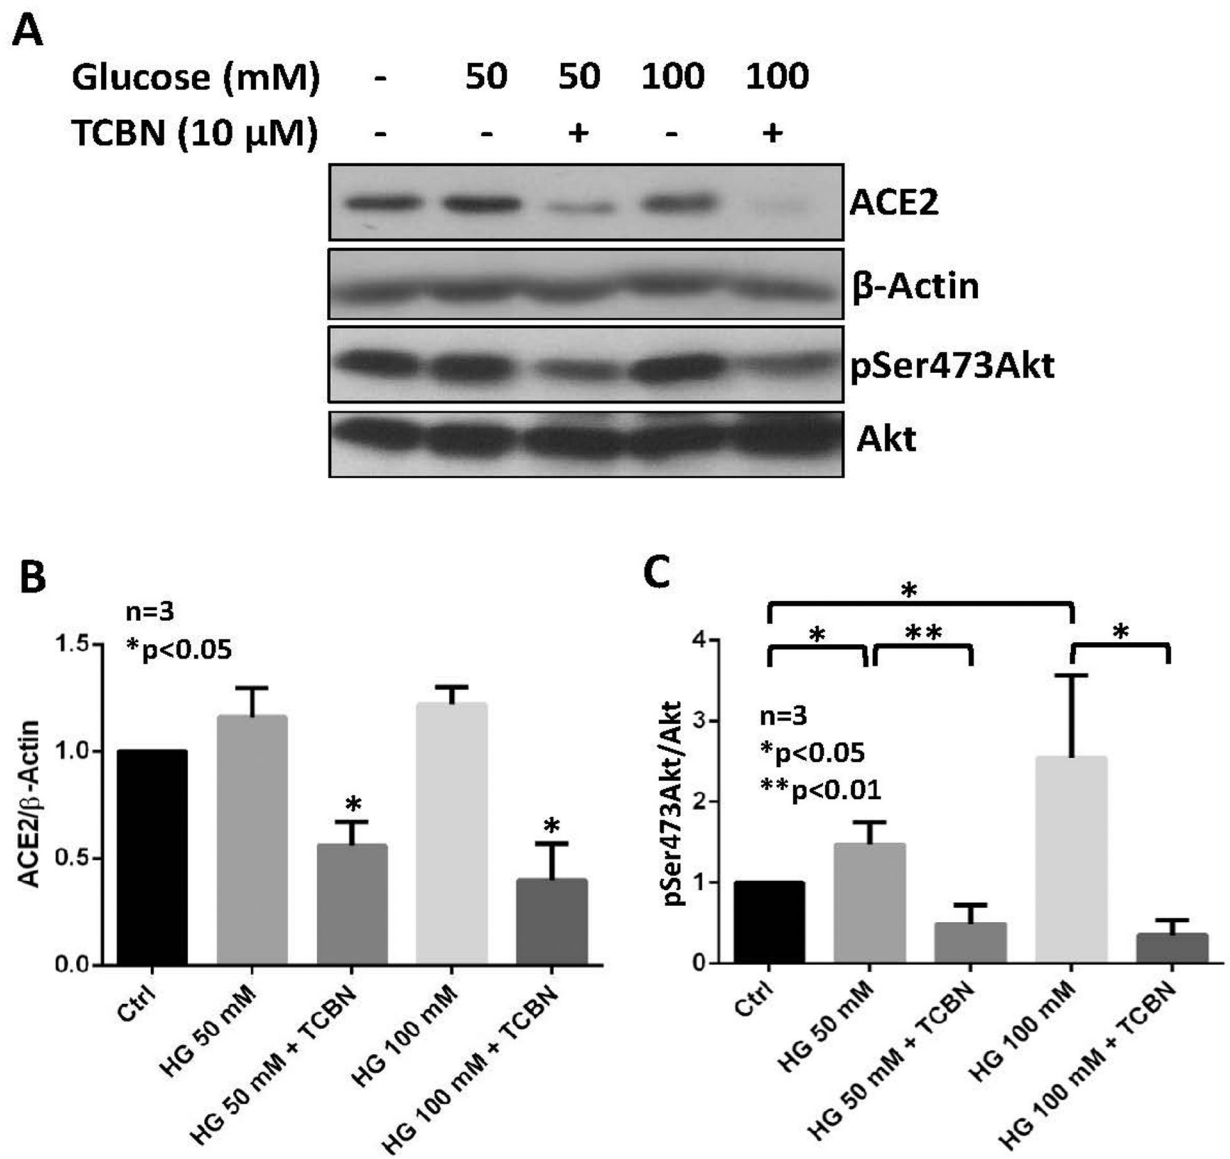 A
Glucose (mM) - 50 50 100 100
TCBN (10 μM) - - + - +
ACE2
β-Actin
pSer473Akt
Akt
B
n=3
*p<0.05
ACE2/β-Actin
1.5
1.0
0.5
0.0
* *
Ctrl
HG 50 mM
HG 50 mM + TCBN
HG 100 mM
HG 100 mM + TCBN
C
*
* ** *
n=3
*p<0.05
**p<0.01
pSer473Akt/Akt
4
3
2
1
0
Ctrl
HG 50 mM
HG 50 mM + TCBN
HG 100 mM
HG 100 mM + TCBN